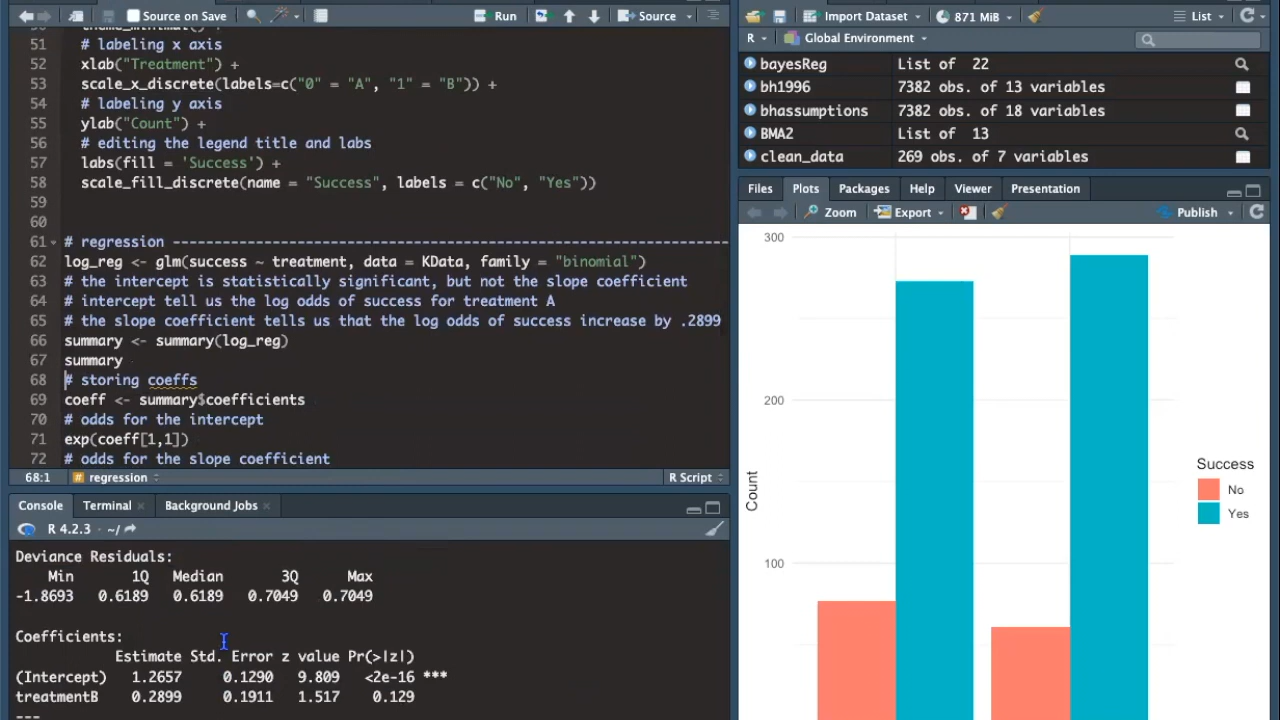 Source on Save Run Source
50 theme_minimal() +
51 # labeling x axis
52 xlab("Treatment") +
53 scale_x_discrete(labels=c("0" = "A", "1" = "B")) +
54 # labeling y axis
55 ylab("Count") +
56 # editing the legend title and labs
57 labs(fill = 'Success') +
58 scale_fill_discrete(name = "Success", labels = c("No", "Yes"))
59
60
61 # regression ----------------------------------------------------------------
62 log_reg <- glm(success ~ treatment, data = KData, family = "binomial")
63 # the intercept is statistically significant, but not the slope coefficient
64 # intercept tell us the log odds of success for treatment A
65 # the slope coefficient tells us that the log odds of success increase by .2899
66 summary <- summary(log_reg)
67 summary
68 # storing coeffs
69 coeff <- summary$coefficients
70 # odds for the intercept
71 exp(coeff[1,1])
72 # odds for the slope coefficient
68:1 regression R Script
Console Terminal Background Jobs
R 4.2.3 · ~/
Deviance Residuals:
Min 1Q Median 3Q Max
-1.8693 0.6189 0.6189 0.7049 0.7049
Coefficients:
Estimate Std. Error z value Pr(>|z|)
(Intercept) 1.2657 0.1290 9.809 <2e-16 ***
treatmentB 0.2899 0.1911 1.517 0.129
---
Import Dataset 871 MiB List
R Global Environment
bayesReg List of 22
bh1996 7382 obs. of 13 variables
bhassumptions 7382 obs. of 18 variables
BMA2 List of 13
clean_data 269 obs. of 7 variables
Files Plots Packages Help Viewer Presentation
Zoom Export Publish
300
200
100
Count
Success
No
Yes